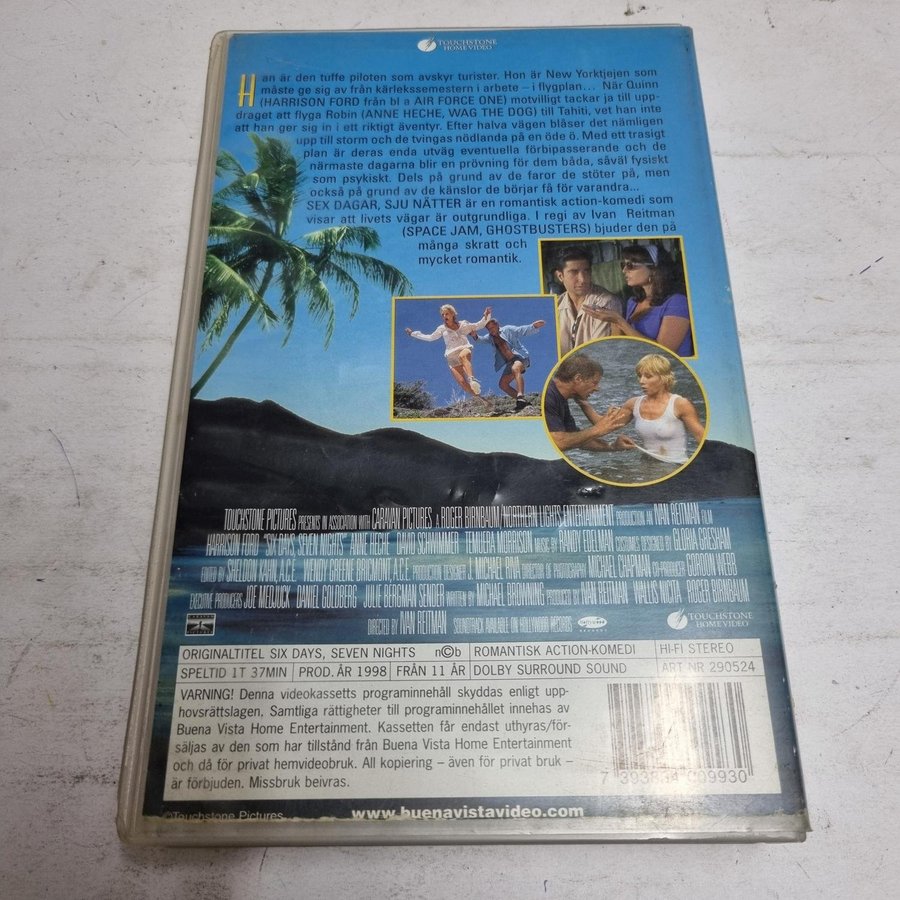 TOUCHSTONE
HOME VIDEO
Han är den tuffe piloten som avskyr turister. Hon är New Yorktjejen som
måste ge sig av från kärlekssemestern i arbete – i flygplan... När Quinn
(HARRISON FORD från bl a AIR FORCE ONE) motvilligt tackar ja till upp-
draget att flyga Robin (ANNE HECHE, WAG THE DOG) till Tahiti, vet han inte
att han ger sig in i ett riktigt äventyr. Efter halva vägen blåser det nämligen
upp till storm och de tvingas nödlanda på en öde ö. Med ett trasigt
plan är deras enda utväg eventuella förbipasserande och de
närmaste dagarna blir en prövning för dem båda, såväl fysiskt
som psykiskt. Dels på grund av de faror de stöter på, men
också på grund av de känslor de börjar få för varandra...
SEX DAGAR, SJU NÄTTER är en romantisk action-komedi som
visar att livets vägar är outgrundliga. I regi av Ivan Reitman
(SPACE JAM, GHOSTBUSTERS) bjuder den på
många skratt och
mycket romantik.
TOUCHSTONE PICTURES PRESENTS IN ASSOCIATION WITH CARAVAN PICTURES A ROGER BIRNBAUM/NORTHERN LIGHTS ENTERTAINMENT PRODUCTION AN IVAN REITMAN FILM
HARRISON FORD "SIX DAYS, SEVEN NIGHTS" ANNE HECHE DAVID SCHWIMMER TEMUERA MORRISON MUSIC BY RANDY EDELMAN COSTUMES DESIGNED BY GLORIA GRESHAM
EDITED BY SHELDON KAHN, A.C.E. WENDY GREENE BRICMONT, A.C.E. PRODUCTION DESIGNER J. MICHAEL RIVA DIRECTOR OF PHOTOGRAPHY MICHAEL CHAPMAN CO-PRODUCER GORDON WEBB
EXECUTIVE PRODUCERS JOE MEDJUCK DANIEL GOLDBERG JULIE BERGMAN SENDER WRITTEN BY MICHAEL BROWNING PRODUCED BY IVAN REITMAN WALLIS NICITA ROGER BIRNBAUM
DIRECTED BY IVAN REITMAN SOUNDTRACK AVAILABLE ON HOLLYWOOD RECORDS
CARAVAN
PICTURES
TOUCHSTONE
HOME VIDEO
ORIGINALTITEL SIX DAYS, SEVEN NIGHTS n©b ROMANTISK ACTION-KOMEDI HI-FI STEREO
SPELTID 1T 37MIN PROD. ÅR 1998 FRÅN 11 ÅR DOLBY SURROUND SOUND ART NR 290524
VARNING! Denna videokassetts programinnehåll skyddas enligt upp-
hovsrättslagen. Samtliga rättigheter till programinnehållet innehas av
Buena Vista Home Entertainment. Kassetten får endast uthyras/för-
säljas av den som har tillstånd från Buena Vista Home Entertainment
och då för privat hemvideobruk. All kopiering – även för privat bruk –
är förbjuden. Missbruk beivras.
7 393834 009930
©Touchstone Pictures
www.buenavistavideo.com